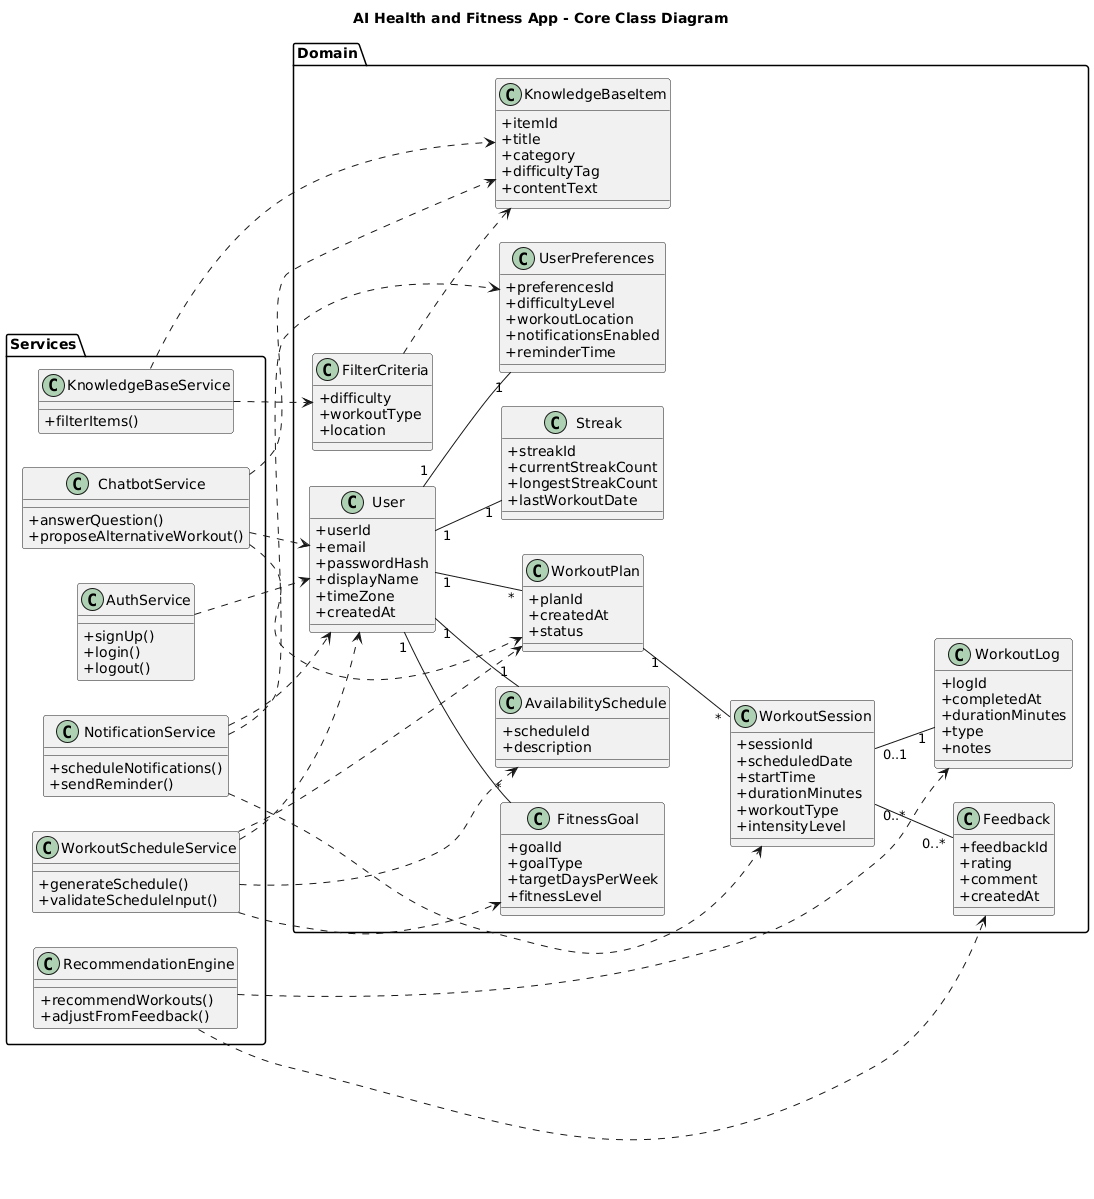 AI Health and Fitness App - Core Class Diagram
Domain
C KnowledgeBaseItem
+itemId
+title
+category
+difficultyTag
+contentText
C UserPreferences
+preferencesId
+difficultyLevel
+workoutLocation
+notificationsEnabled
+reminderTime
Services
C KnowledgeBaseService
+filterItems()
C FilterCriteria
+difficulty
+workoutType
+location
1
1
C Streak
+streakId
+currentStreakCount
+longestStreakCount
+lastWorkoutDate
1
1
C ChatbotService
+answerQuestion()
+proposeAlternativeWorkout()
C User
+userId
+email
+passwordHash
+displayName
+timeZone
+createdAt
C WorkoutPlan
+planId
+createdAt
+status
1
*
C AuthService
+signUp()
+login()
+logout()
1
1
1
*
C AvailabilitySchedule
+scheduleId
+description
1
*
C WorkoutSession
+sessionId
+scheduledDate
+startTime
+durationMinutes
+workoutType
+intensityLevel
C WorkoutLog
+logId
+completedAt
+durationMinutes
+type
+notes
0..1
1
C NotificationService
+scheduleNotifications()
+sendReminder()
C FitnessGoal
+goalId
+goalType
+targetDaysPerWeek
+fitnessLevel
0..*
0..*
C Feedback
+feedbackId
+rating
+comment
+createdAt
C WorkoutScheduleService
+generateSchedule()
+validateScheduleInput()
C RecommendationEngine
+recommendWorkouts()
+adjustFromFeedback()